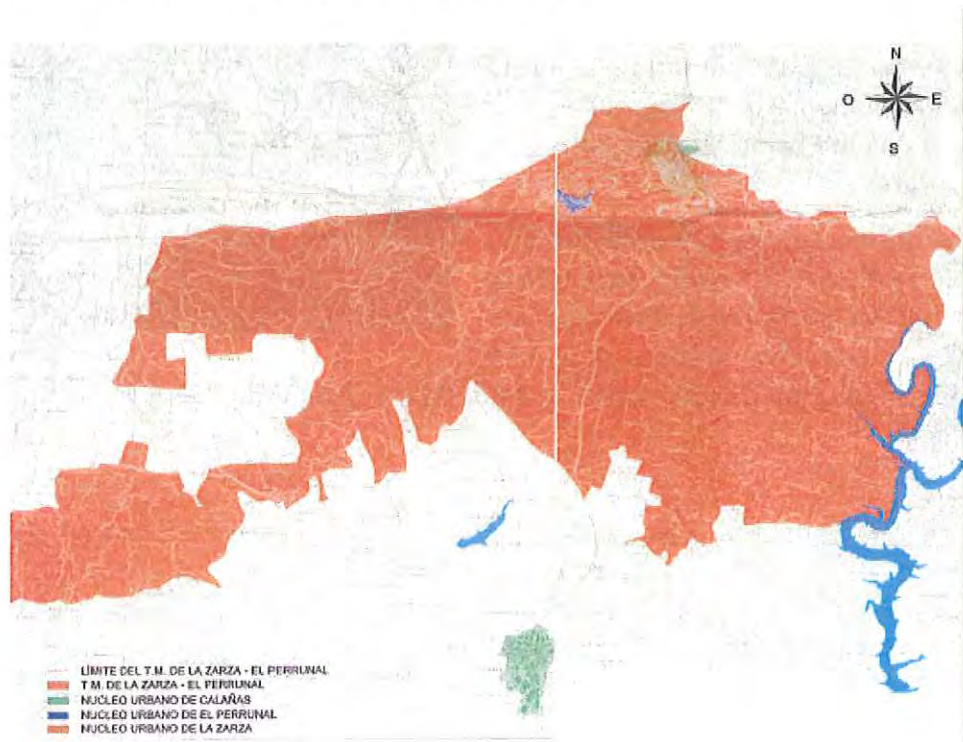 N
O E
S
LÍMITE DEL T.M. DE LA ZARZA - EL PERRUNAL
T.M. DE LA ZARZA - EL PERRUNAL
NUCLEO URBANO DE CALAÑAS
NUCLEO URBANO DE EL PERRUNAL
NUCLEO URBANO DE LA ZARZA